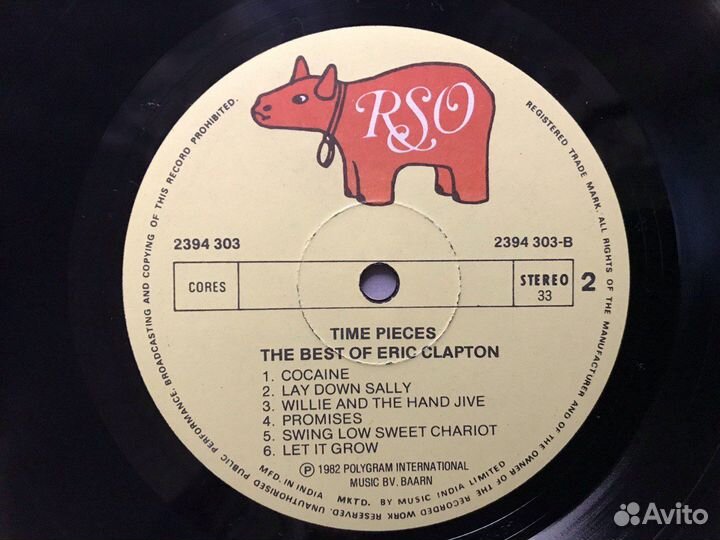 RSO
2394 303
2394 303-B
CORES
STEREO
33
2
TIME PIECES
THE BEST OF ERIC CLAPTON
1. COCAINE
2. LAY DOWN SALLY
3. WILLIE AND THE HAND JIVE
4. PROMISES
5. SWING LOW SWEET CHARIOT
6. LET IT GROW
Ⓟ 1982 POLYGRAM INTERNATIONAL
MUSIC BV. BAARN
MFD. IN INDIA
MKTD. BY MUSIC INDIA LIMITED
REGISTERED TRADE MARK. ALL RIGHTS OF THE MANUFACTURER AND OF THE OWNER OF THE RECORDED WORK RESERVED. UNAUTHORISED PUBLIC PERFORMANCE, BROADCASTING AND COPYING OF THIS RECORD PROHIBITED.
Avito